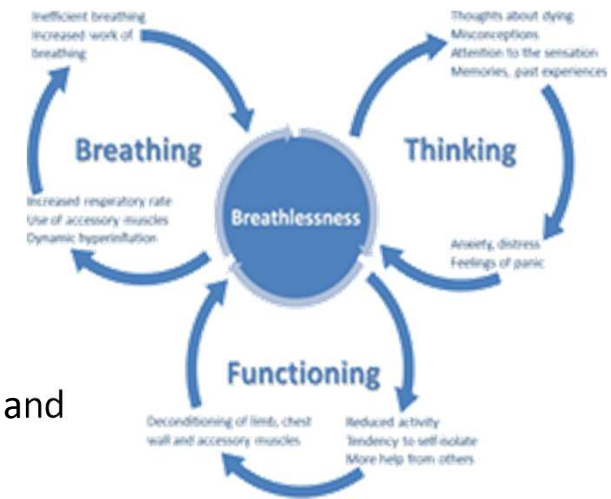 Inefficient breathing
Increased work of
breathing
Breathing
Increased respiratory rate
Use of accessory muscles
Dynamic hyperinflation
Breathlessness
Thoughts about dying
Misconceptions
Attention to the sensation
Memories, past experiences
Thinking
Anxiety, distress
Feelings of panic
Functioning
Reduced activity
Tendency to self-isolate
More help from others
Deconditioning of limb, chest
wall and accessory muscles
and